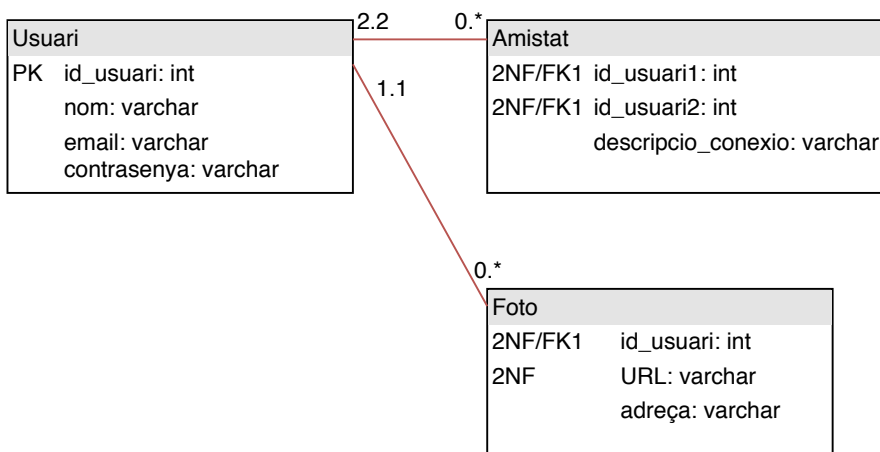 2.2
0.*
Usuari
PK id_usuari: int
nom: varchar
email: varchar
contrasenya: varchar
Amistat
2NF/FK1 id_usuari1: int
2NF/FK1 id_usuari2: int
descripcio_conexio: varchar
1.1
0.*
Foto
2NF/FK1 id_usuari: int
2NF URL: varchar
adreça: varchar